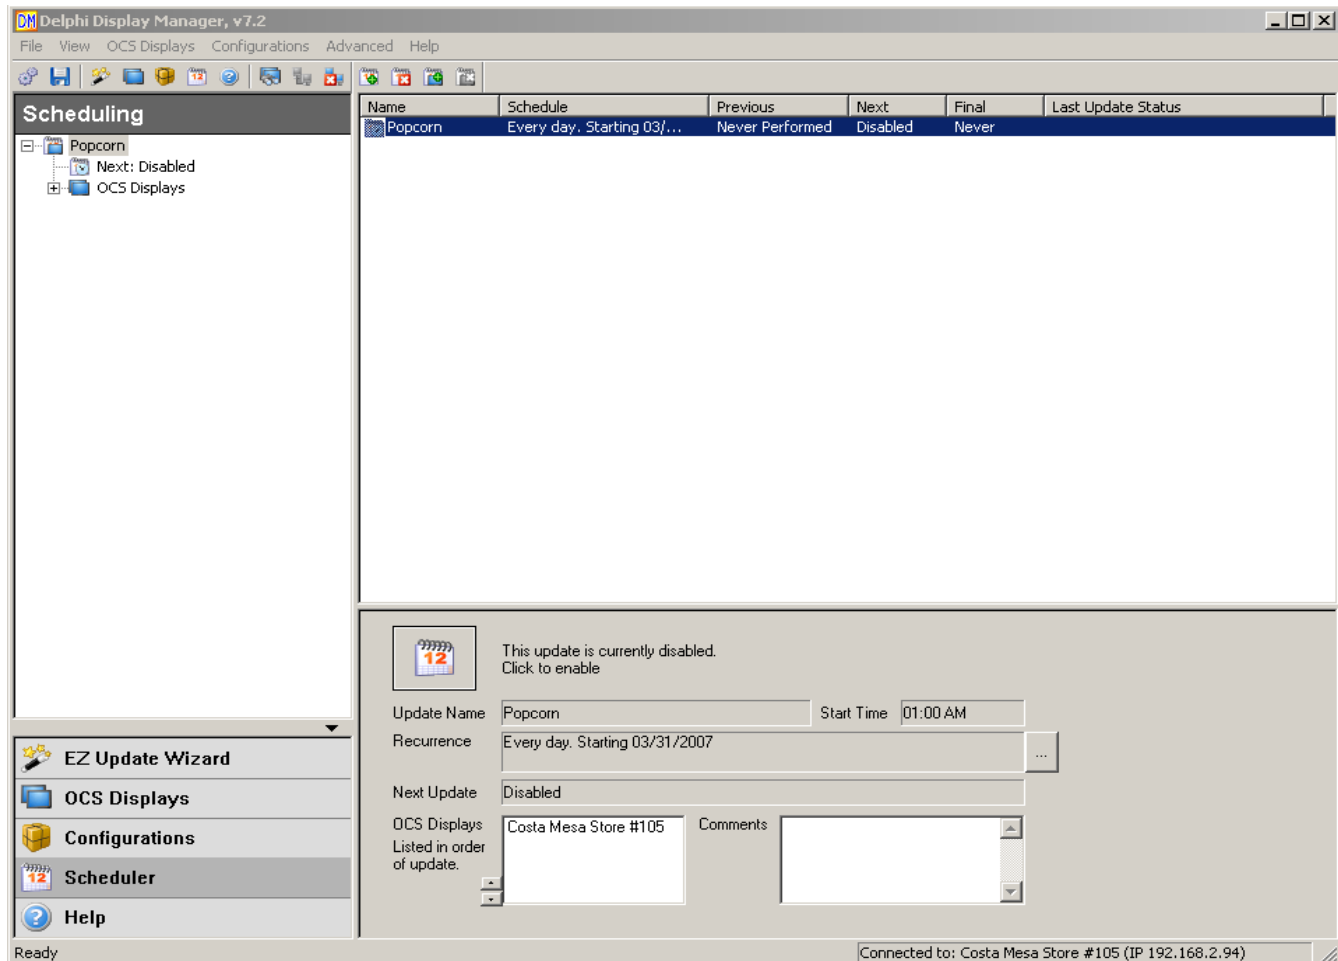 DM Delphi Display Manager, v7.2
File View OCS Displays Configurations Advanced Help
Scheduling
Popcorn
Next: Disabled
OCS Displays
Name Schedule Previous Next Final Last Update Status
Popcorn Every day. Starting 03/... Never Performed Disabled Never
12
This update is currently disabled.
Click to enable
Update Name Popcorn Start Time 01:00 AM
Recurrence Every day. Starting 03/31/2007 ...
Next Update Disabled
OCS Displays Costa Mesa Store #105 Comments
Listed in order
of update.
EZ Update Wizard
OCS Displays
Configurations
12 Scheduler
? Help
Ready Connected to: Costa Mesa Store #105 (IP 192.168.2.94)